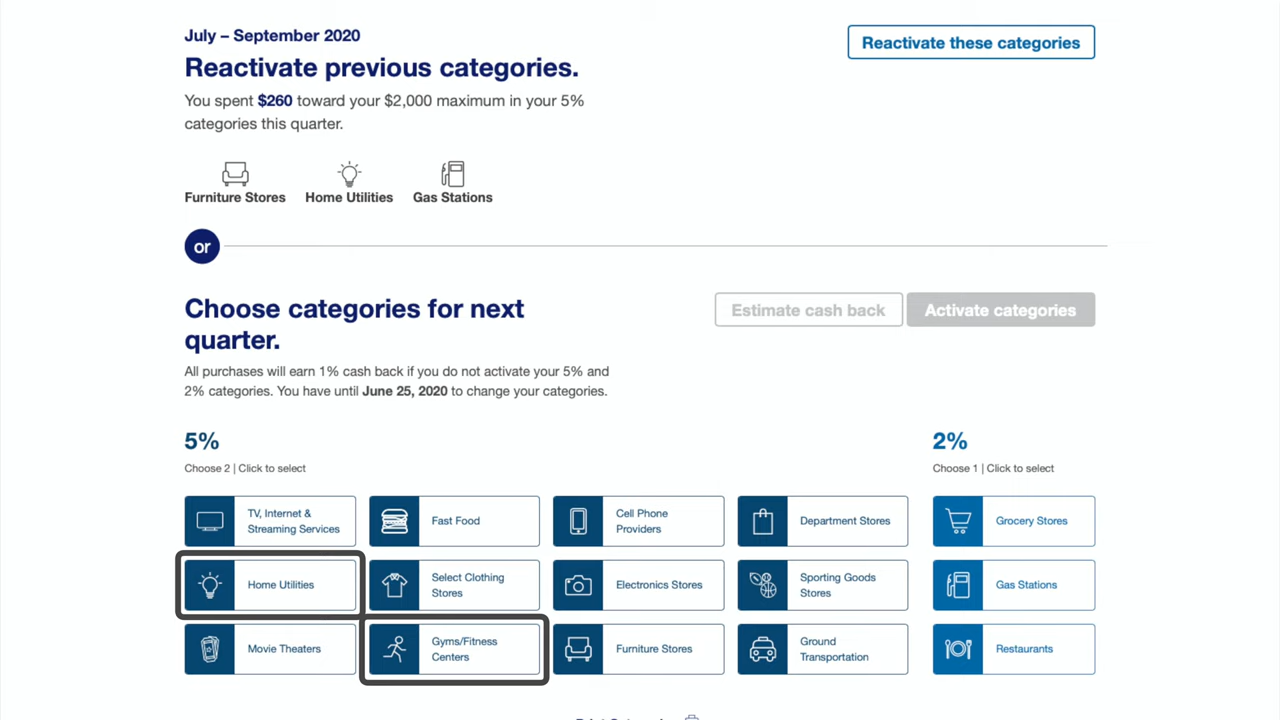 July – September 2020
Reactivate these categories
Reactivate previous categories.
You spent $260 toward your $2,000 maximum in your 5%
categories this quarter.
Furniture Stores
Home Utilities
Gas Stations
or
Choose categories for next
quarter.
Estimate cash back
Activate categories
All purchases will earn 1% cash back if you do not activate your 5% and
2% categories. You have until June 25, 2020 to change your categories.
5%
Choose 2 | Click to select
2%
Choose 1 | Click to select
TV, Internet &
Streaming Services
Fast Food
Cell Phone
Providers
Department Stores
Grocery Stores
Home Utilities
Select Clothing
Stores
Electronics Stores
Sporting Goods
Stores
Gas Stations
Movie Theaters
Gyms/Fitness
Centers
Furniture Stores
Ground
Transportation
Restaurants